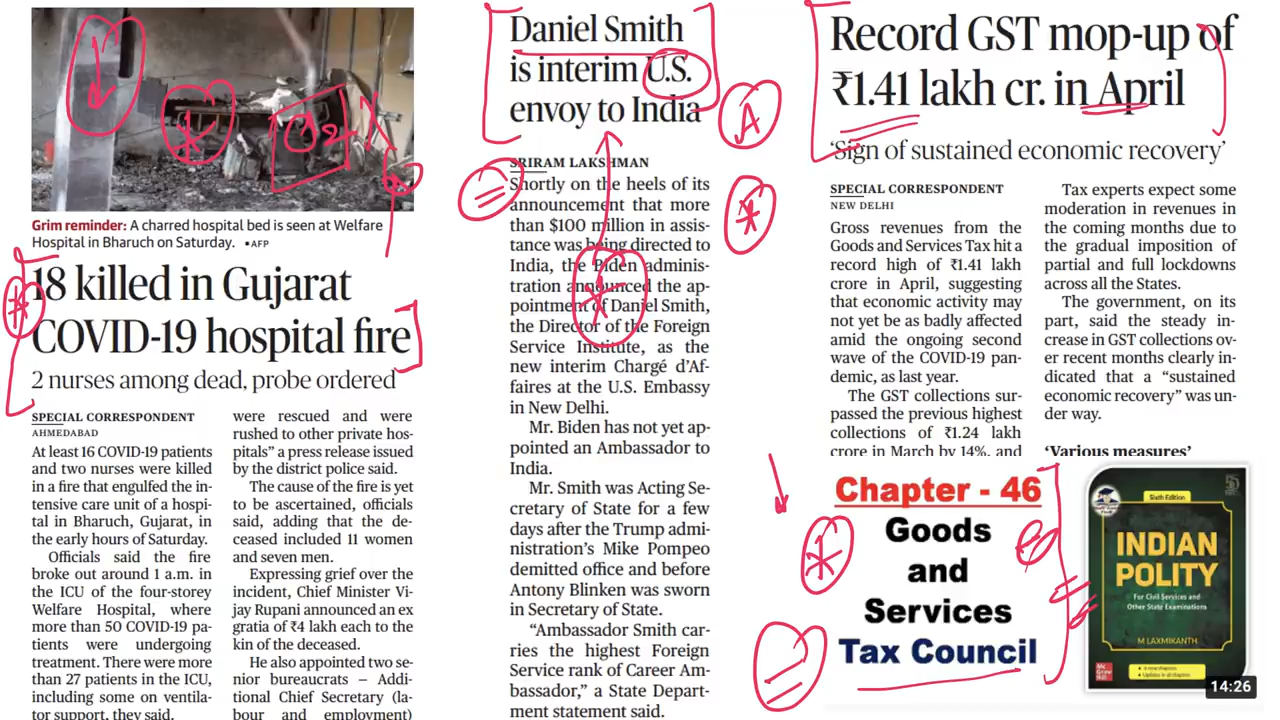 Grim reminder: A charred hospital bed is seen at Welfare
Hospital in Bharuch on Saturday. ▪AFP
18 killed in Gujarat
COVID-19 hospital fire
2 nurses among dead, probe ordered
SPECIAL CORRESPONDENT
AHMEDABAD
At least 16 COVID-19 patients
and two nurses were killed
in a fire that engulfed the in-
tensive care unit of a hospi-
tal in Bharuch, Gujarat, in
the early hours of Saturday.
Officials said the fire
broke out around 1 a.m. in
the ICU of the four-storey
Welfare Hospital, where
more than 50 COVID-19 pa-
tients were undergoing
treatment. There were more
than 27 patients in the ICU,
including some on ventila-
tor support, they said.
were rescued and were
rushed to other private hos-
pitals” a press release issued
by the district police said.
The cause of the fire is yet
to be ascertained, officials
said, adding that the de-
ceased included 11 women
and seven men.
Expressing grief over the
incident, Chief Minister Vi-
jay Rupani announced an ex
gratia of ₹4 lakh each to the
kin of the deceased.
He also appointed two se-
nior bureaucrats – Addi-
tional Chief Secretary (la-
bour and employment)
Daniel Smith
is interim U.S.
envoy to India
SRIRAM LAKSHMAN
Shortly on the heels of its
announcement that more
than $100 million in assis-
tance was being directed to
India, the Biden adminis-
tration announced the ap-
pointment of Daniel Smith,
the Director of the Foreign
Service Institute, as the
new interim Chargé d’Af-
faires at the U.S. Embassy
in New Delhi.
Mr. Biden has not yet ap-
pointed an Ambassador to
India.
Mr. Smith was Acting Se-
cretary of State for a few
days after the Trump admi-
nistration’s Mike Pompeo
demitted office and before
Antony Blinken was sworn
in Secretary of State.
“Ambassador Smith car-
ries the highest Foreign
Service rank of Career Am-
bassador,” a State Depart-
ment statement said.
A
Record GST mop-up of
₹1.41 lakh cr. in April
‘Sign of sustained economic recovery’
SPECIAL CORRESPONDENT
NEW DELHI
Gross revenues from the
Goods and Services Tax hit a
record high of ₹1.41 lakh
crore in April, suggesting
that economic activity may
not yet be as badly affected
amid the ongoing second
wave of the COVID-19 pan-
demic, as last year.
The GST collections sur-
passed the previous highest
collections of ₹1.24 lakh
crore in March by 14%, and
Tax experts expect some
moderation in revenues in
the coming months due to
the gradual imposition of
partial and full lockdowns
across all the States.
The government, on its
part, said the steady in-
crease in GST collections ov-
er recent months clearly in-
dicated that a “sustained
economic recovery” was un-
der way.
‘Various measures’
Chapter - 46
Goods
and
Services
Tax Council
Sixth Edition
INDIAN
POLITY
For Civil Services and
Other State Examinations
M LAXMIKANTH
Mc
Graw
Hill
14:26